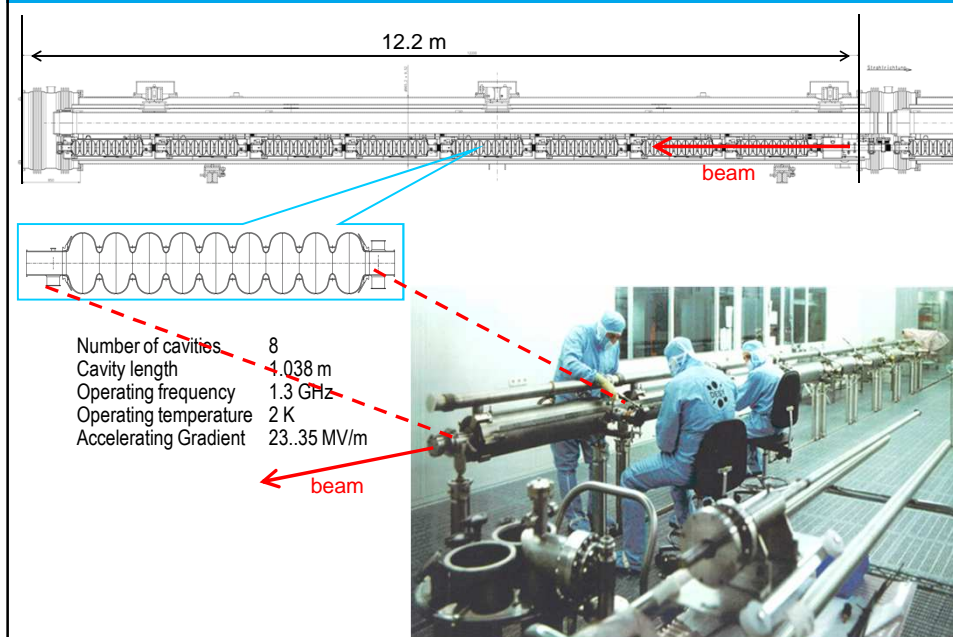 12.2 m
Strahlrichtung
beam
Number of cavities 8
Cavity length 1.038 m
Operating frequency 1.3 GHz
Operating temperature 2 K
Accelerating Gradient 23..35 MV/m
beam